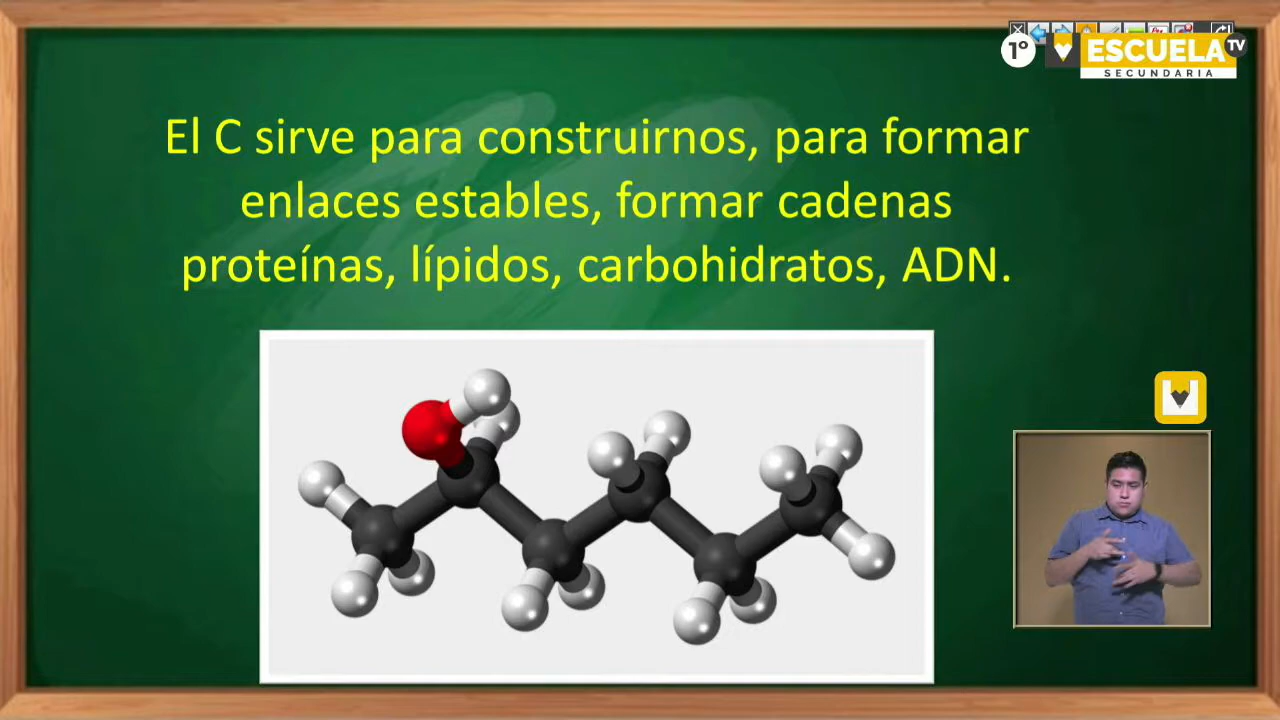 1°
ESCUELA TV
SECUNDARIA
El C sirve para construirnos, para formar
enlaces estables, formar cadenas
proteínas, lípidos, carbohidratos, ADN.